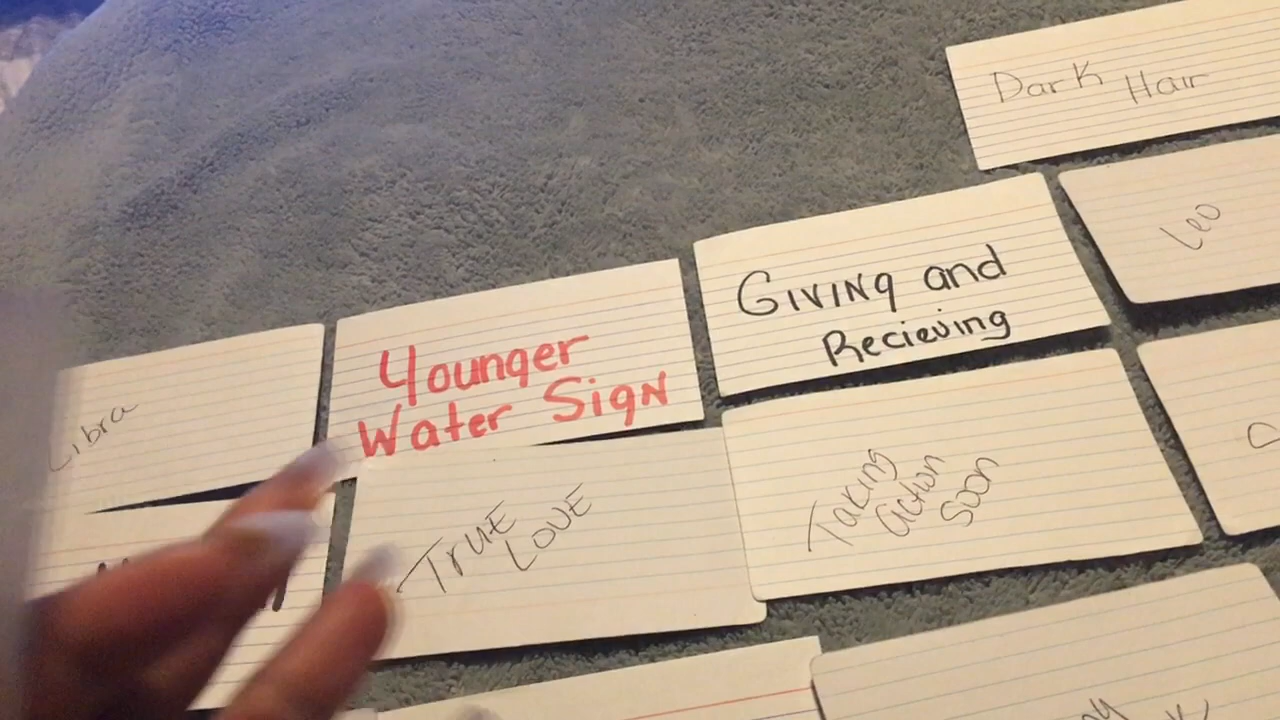 Dark Hair
Leo
GIVING and
Recieving
Younger
Water Sign
Libra
TRUE
LOVE
Taking
action
Soon